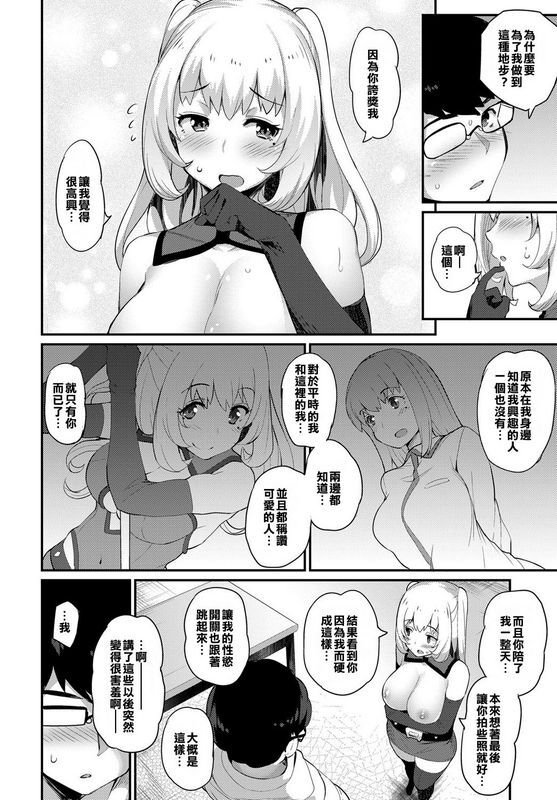 為什麼要
為了我做到
這種地步？
啊——
這個…
因為你誇獎
我
讓我覺得
很高興…
原本在我身邊
知道我興趣的人
一個也沒有…
對於平時的我
和這裡的我…
兩邊都
知道…
並且都稱讚
可愛的人…
就只有你
而已了…
而且你陪了
我一整天…
本來想著最後
讓你拍些照就好…
結果看到你
因為我而硬
成這樣…
讓我的性慾
開關也跟著
跳起來…
大概是
這樣…
…啊——
講了這些以後突然
變得很害羞啊——
…我